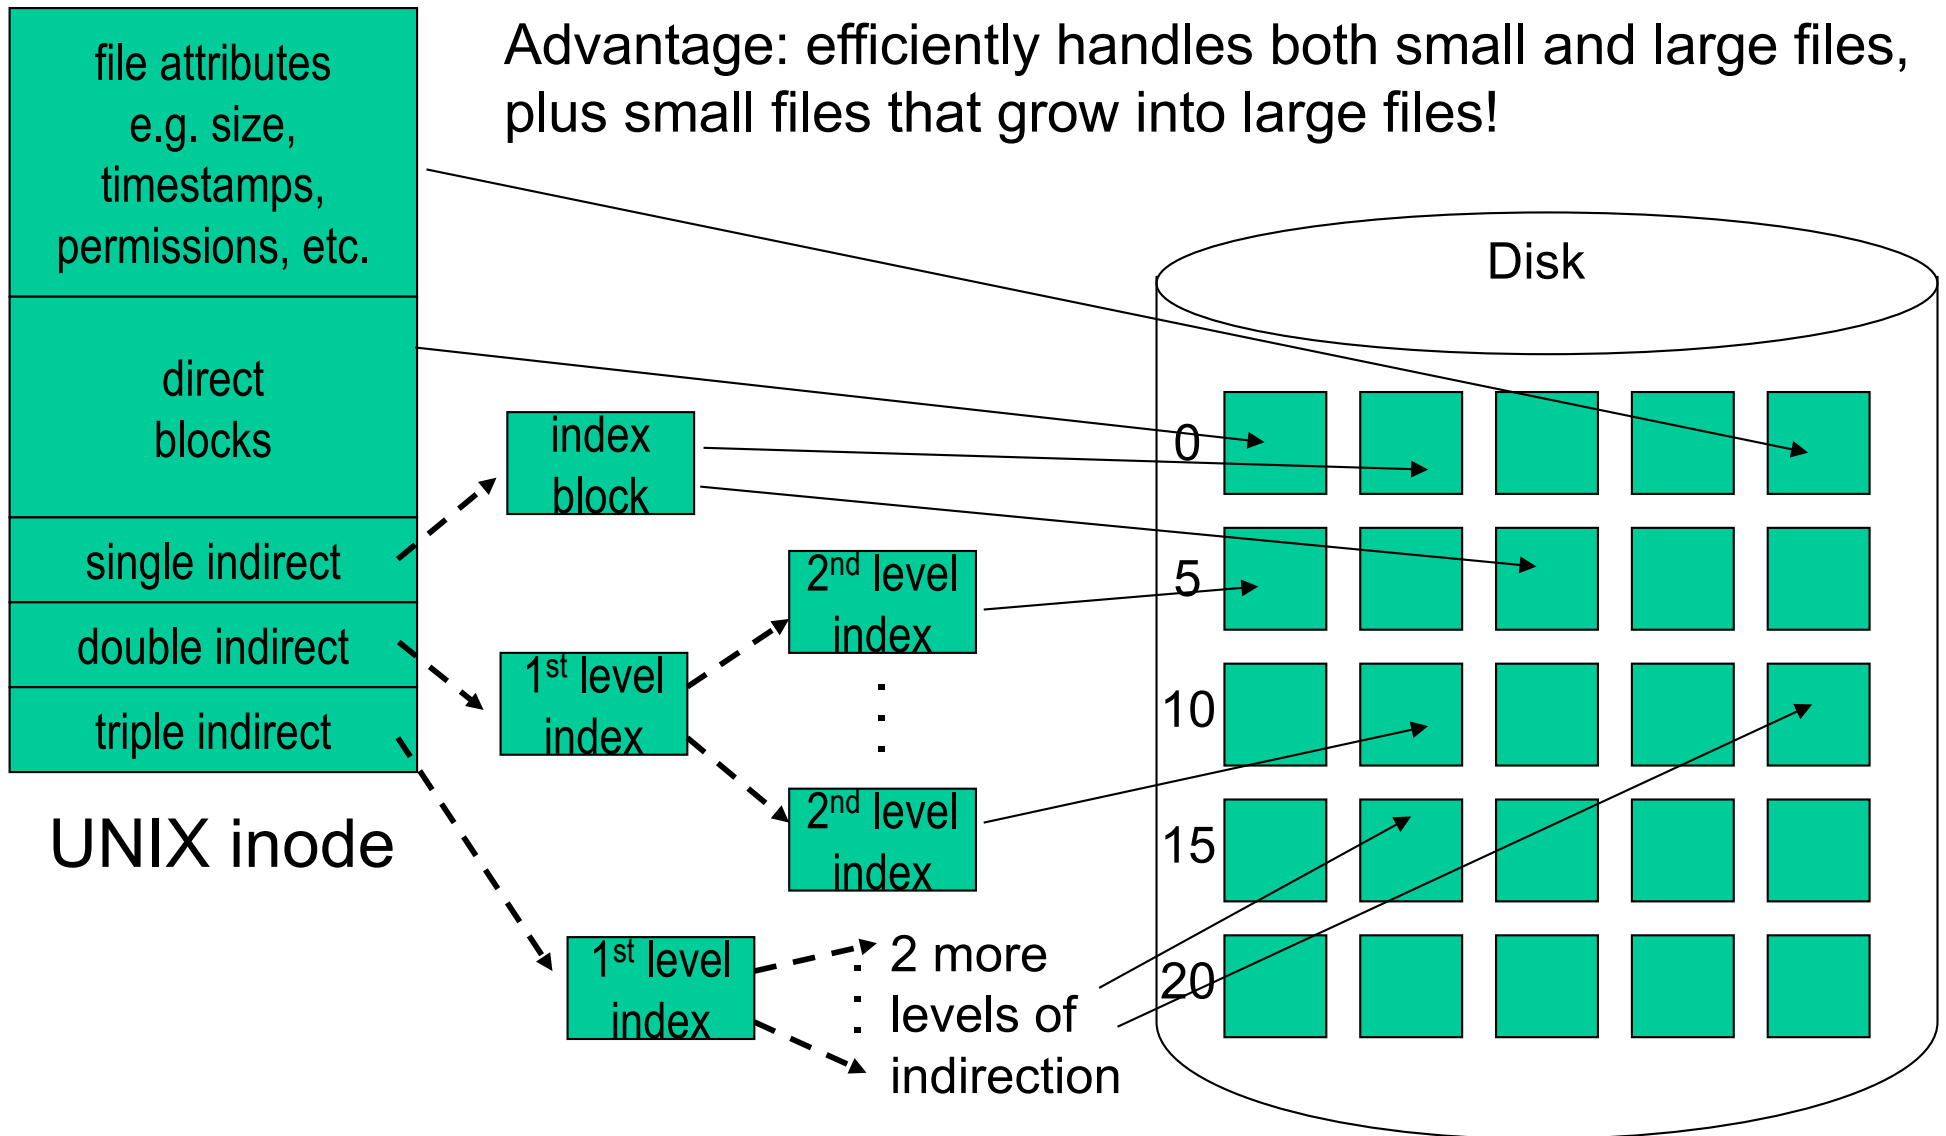 file attributes
e.g. size,
timestamps,
permissions, etc.
direct
blocks
single indirect
double indirect
triple indirect
UNIX inode
Advantage: efficiently handles both small and large files,
plus small files that grow into large files!
index
block
1st level
index
2nd level
index
2nd level
index
1st level
index
2 more
levels of
indirection
Disk
0
5
10
15
20